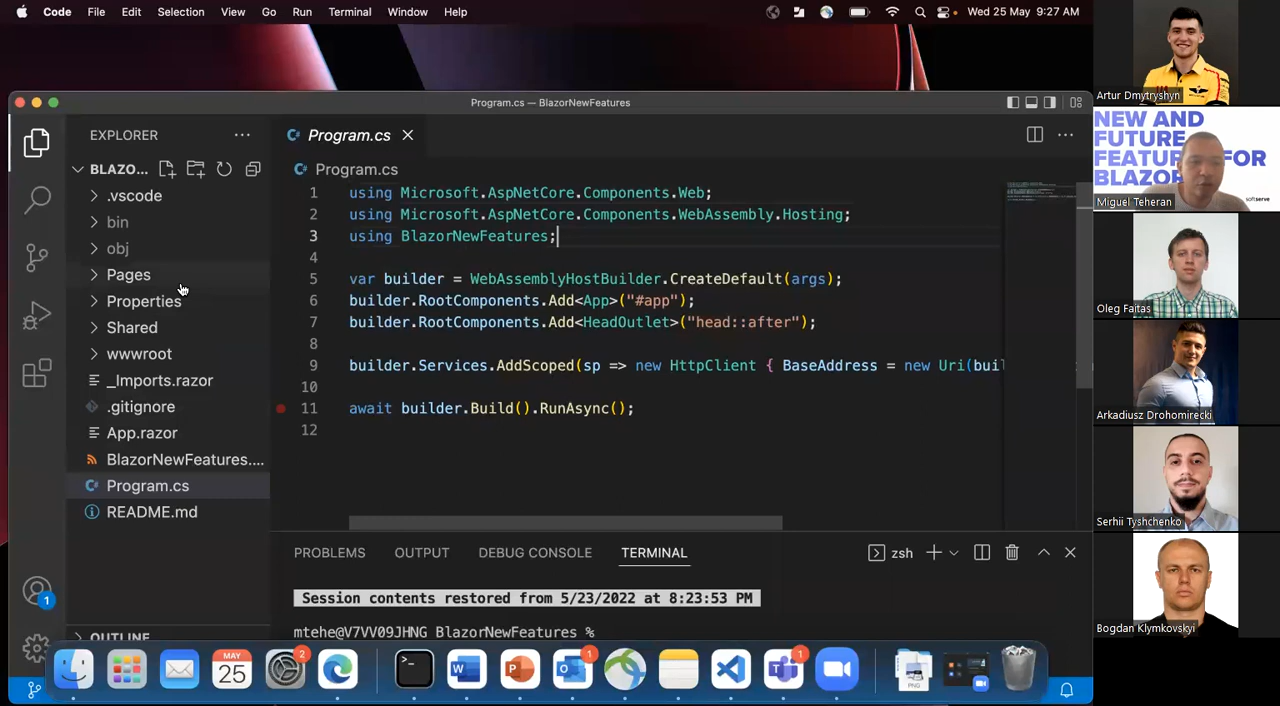 Code File Edit Selection View Go Run Terminal Window Help Wed 25 May 9:27 AM
Program.cs — BlazorNewFeatures
EXPLORER
BLAZO...
.vscode
bin
obj
Pages
Properties
Shared
wwwroot
_Imports.razor
.gitignore
App.razor
BlazorNewFeatures....
Program.cs
README.md
OUTLINE
Program.cs
Program.cs
1 using Microsoft.AspNetCore.Components.Web;
2 using Microsoft.AspNetCore.Components.WebAssembly.Hosting;
3 using BlazorNewFeatures;
4
5 var builder = WebAssemblyHostBuilder.CreateDefault(args);
6 builder.RootComponents.Add<App>("#app");
7 builder.RootComponents.Add<HeadOutlet>("head::after");
8
9 builder.Services.AddScoped(sp => new HttpClient { BaseAddress = new Uri(buil
10
11 await builder.Build().RunAsync();
12
PROBLEMS OUTPUT DEBUG CONSOLE TERMINAL zsh
Session contents restored from 5/23/2022 at 8:23:53 PM
mtehe@V7VV09JHNG BlazorNewFeatures %
1
MAY
25
2
1
1
PNG
Artur Dmytryshyn
NEW AND
FUTURE
FEATU FOR
BLAZOR
softserve
Miguel Teheran
Oleg Faitas
Arkadiusz Drohomirecki
Serhii Tyshchenko
Bogdan Klymkovskyi